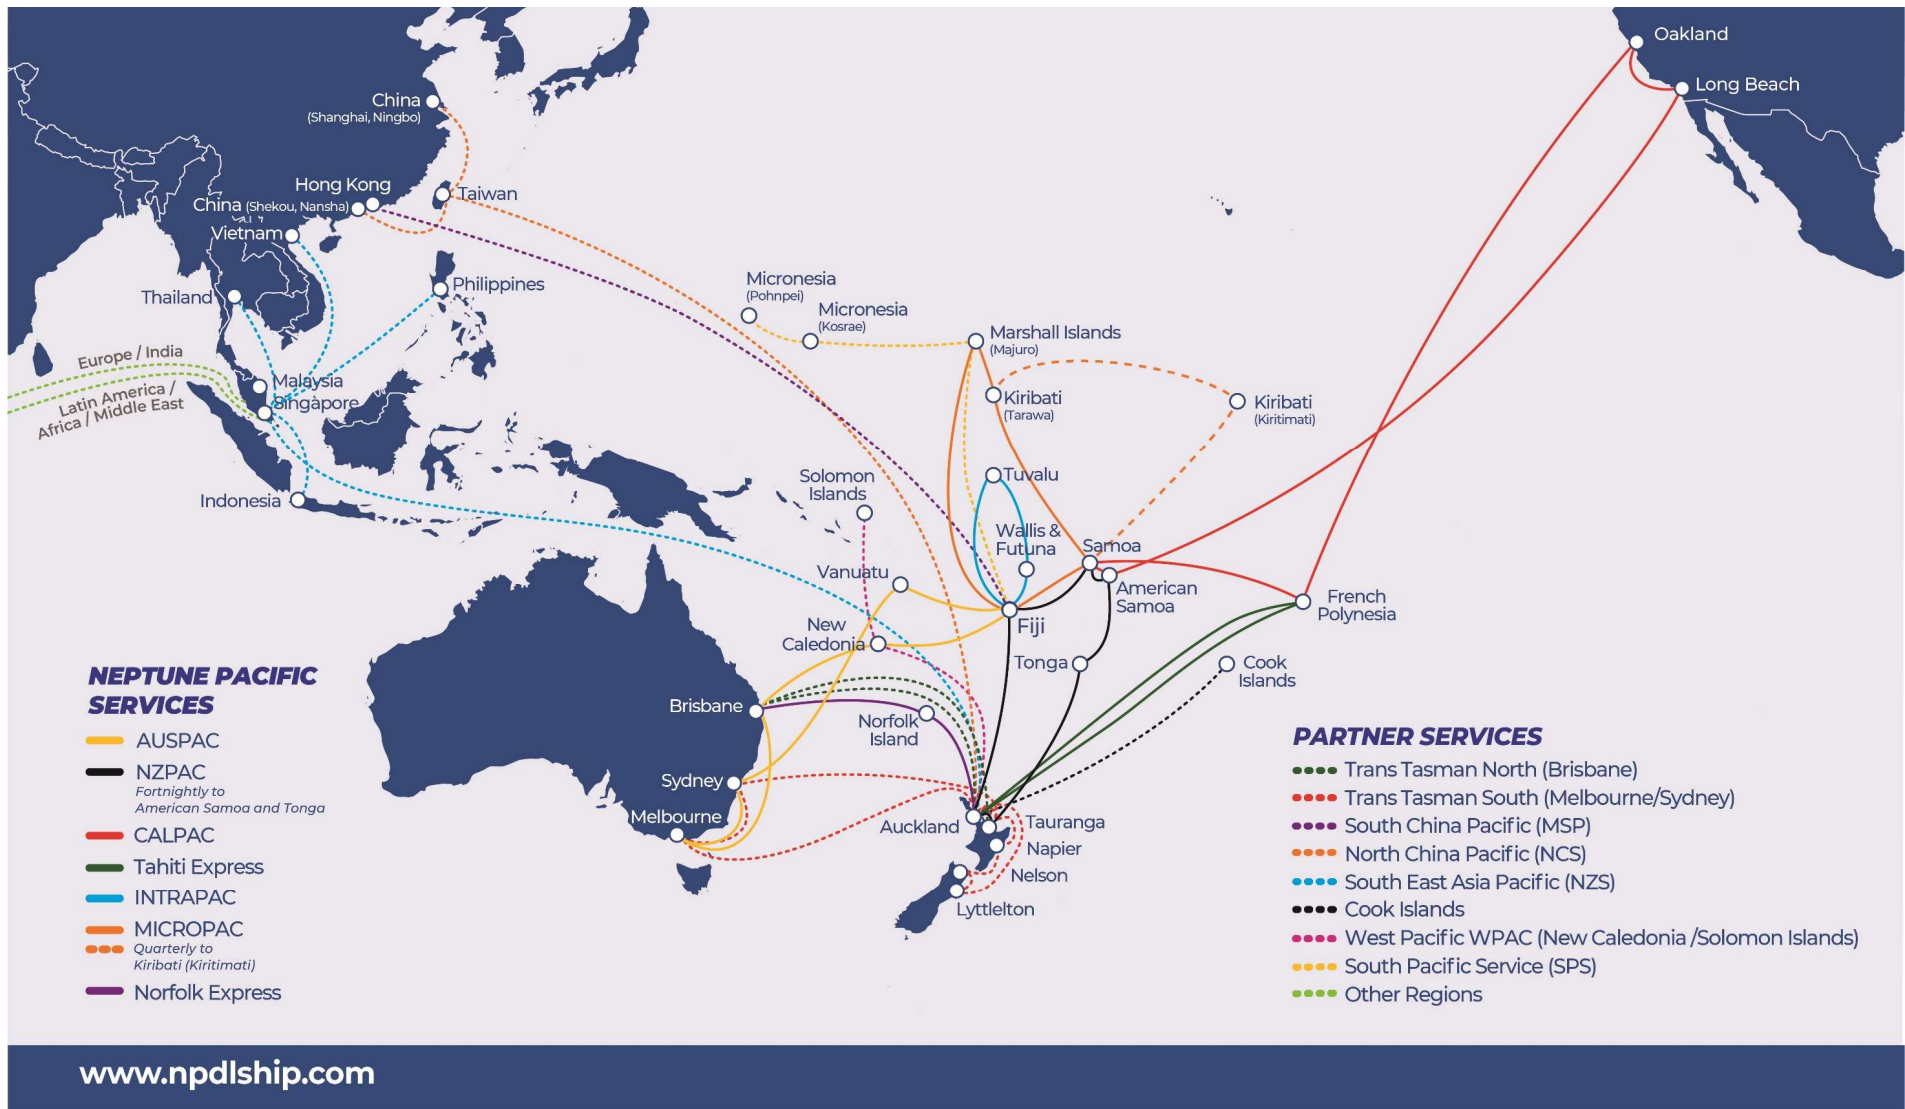 Oakland
Long Beach
China
(Shanghai, Ningbo)
Hong Kong
Taiwan
China (Shekou, Nansha)
Vietnam
Philippines
Thailand
Micronesia
(Pohnpei)
Micronesia
(Kosrae)
Marshall Islands
(Majuro)
Europe / India
Malaysia
Singapore
Latin America /
Africa / Middle East
Kiribati
(Tarawa)
Kiribati
(Kiritimati)
Indonesia
Solomon
Islands
Tuvalu
Wallis &
Futuna
Samoa
Vanuatu
American
Samoa
French
Polynesia
Fiji
New
Caledonia
Tonga
Cook
Islands
Brisbane
Norfolk
Island
Sydney
Melbourne
Auckland
Tauranga
Napier
Nelson
Lyttlelton
NEPTUNE PACIFIC
SERVICES
AUSPAC
NZPAC
Fortnightly to
American Samoa and Tonga
CALPAC
Tahiti Express
INTRAPAC
MICROPAC
Quarterly to
Kiribati (Kiritimati)
Norfolk Express
PARTNER SERVICES
Trans Tasman North (Brisbane)
Trans Tasman South (Melbourne/Sydney)
South China Pacific (MSP)
North China Pacific (NCS)
South East Asia Pacific (NZS)
Cook Islands
West Pacific WPAC (New Caledonia /Solomon Islands)
South Pacific Service (SPS)
Other Regions
www.npdlship.com